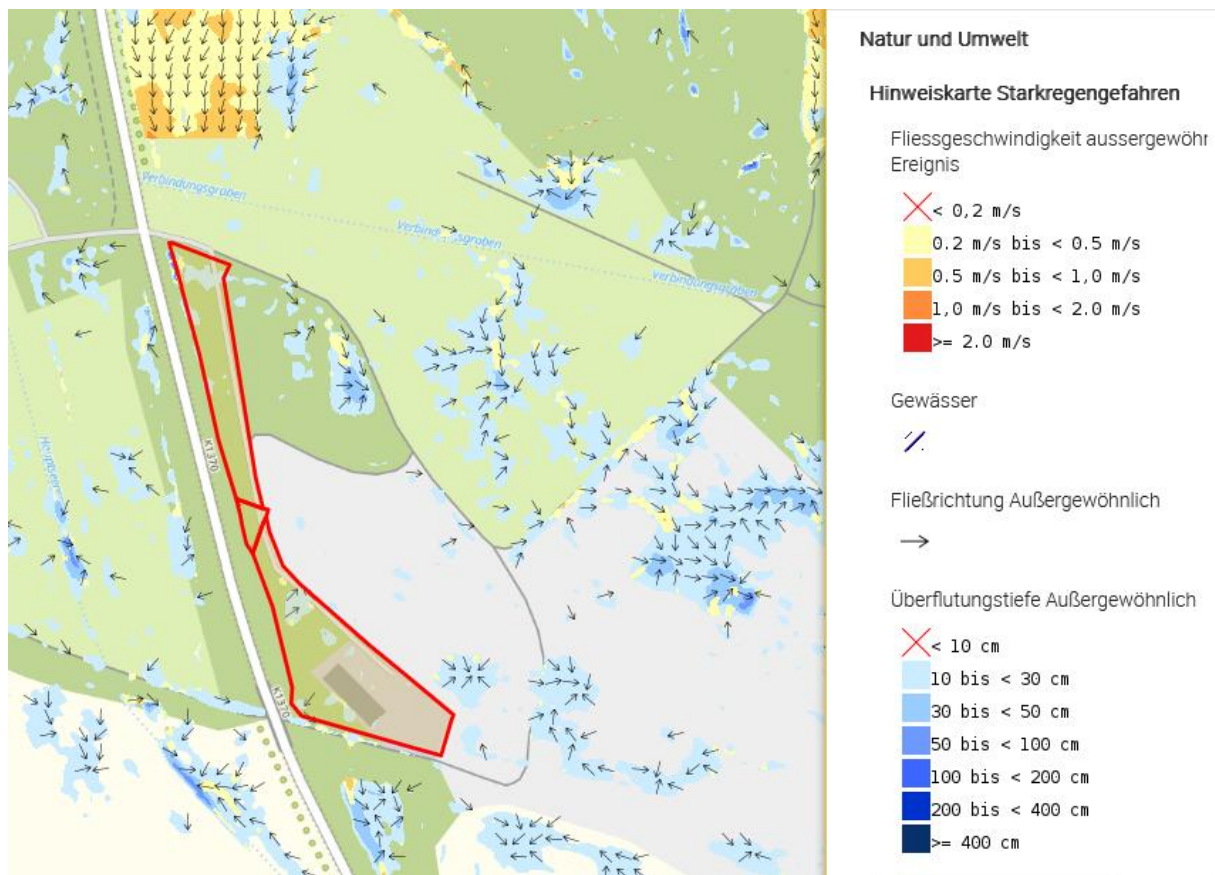 Verbindungsgraben
Verbindungsgraben
Verbindungsgraben
K1370
K1370
Natur und Umwelt
Hinweiskarte Starkregengefahren
Fliessgeschwindigkeit aussergewöhr
Ereignis
< 0,2 m/s
0.2 m/s bis < 0.5 m/s
0.5 m/s bis < 1,0 m/s
1,0 m/s bis < 2.0 m/s
>= 2.0 m/s
Gewässer
Fließrichtung Außergewöhnlich
Überflutungstiefe Außergewöhnlich
< 10 cm
10 bis < 30 cm
30 bis < 50 cm
50 bis < 100 cm
100 bis < 200 cm
200 bis < 400 cm
>= 400 cm